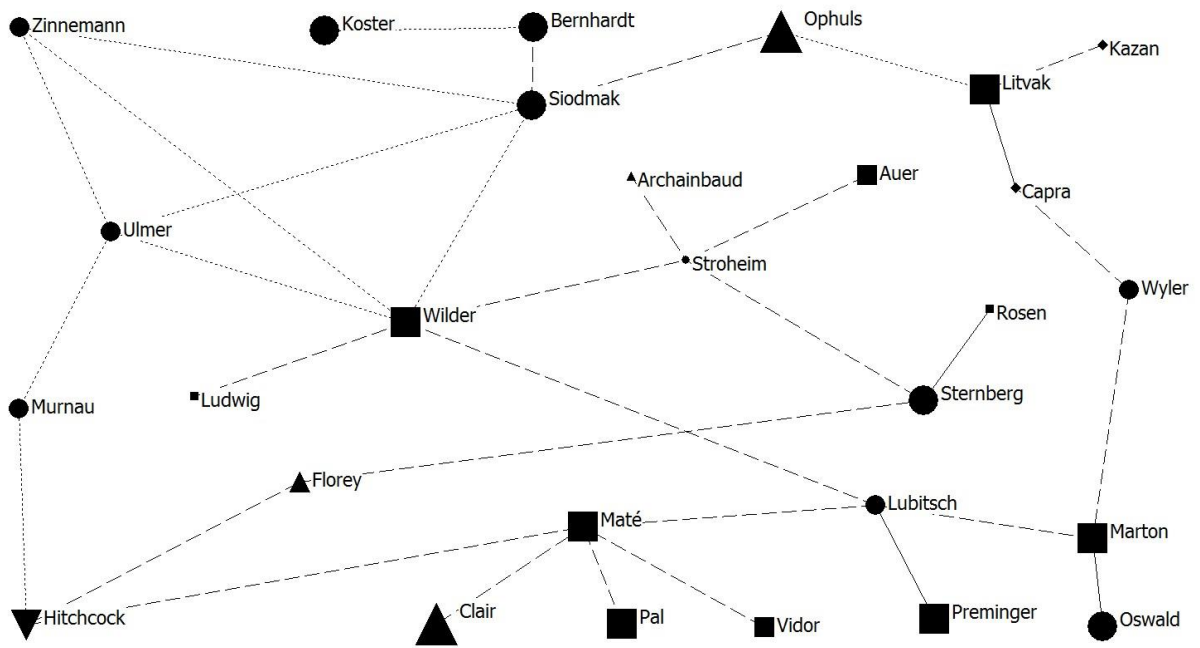 Zinnemann
Koster
Bernhardt
Ophuls
Kazan
Litvak
Siodmak
Archainbaud
Auer
Capra
Ulmer
Stroheim
Wyler
Wilder
Rosen
Ludwig
Murnau
Sternberg
Florey
Lubitsch
Maté
Marton
Hitchcock
Clair
Pal
Vidor
Preminger
Oswald